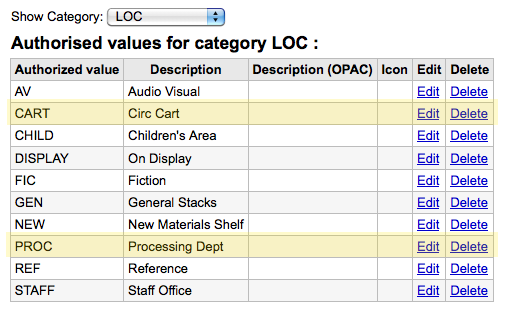 Show Category: LOC
Authorised values for category LOC :
Authorized value Description Description (OPAC) Icon Edit Delete
AV Audio Visual Edit Delete
CART Circ Cart Edit Delete
CHILD Children's Area Edit Delete
DISPLAY On Display Edit Delete
FIC Fiction Edit Delete
GEN General Stacks Edit Delete
NEW New Materials Shelf Edit Delete
PROC Processing Dept Edit Delete
REF Reference Edit Delete
STAFF Staff Office Edit Delete